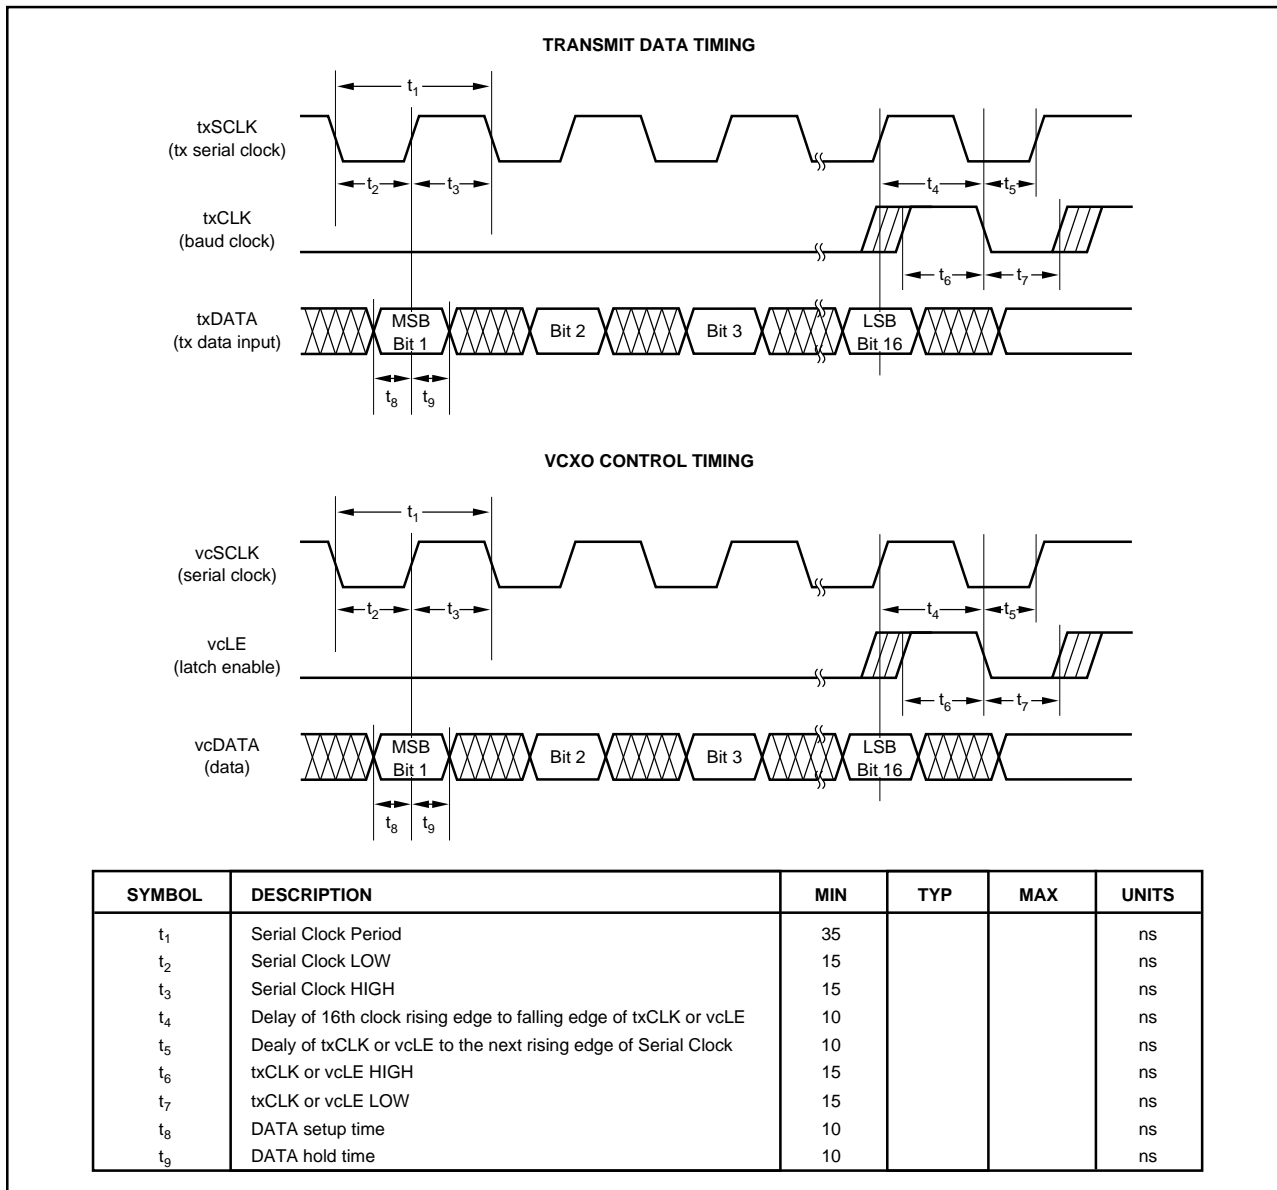 TRANSMIT DATA TIMING
t1
txSCLK
(tx serial clock)
t2
t3
t4
t5
txCLK
(baud clock)
t6
t7
txDATA
(tx data input)
MSB
Bit 1
Bit 2
Bit 3
LSB
Bit 16
t8
t9
VCXO CONTROL TIMING
t1
vcSCLK
(serial clock)
t2
t3
t4
t5
vcLE
(latch enable)
t6
t7
vcDATA
(data)
MSB
Bit 1
Bit 2
Bit 3
LSB
Bit 16
t8
t9
SYMBOL DESCRIPTION MIN TYP MAX UNITS
t1 Serial Clock Period 35 ns
t2 Serial Clock LOW 15 ns
t3 Serial Clock HIGH 15 ns
t4 Delay of 16th clock rising edge to falling edge of txCLK or vcLE 10 ns
t5 Dealy of txCLK or vcLE to the next rising edge of Serial Clock 10 ns
t6 txCLK or vcLE HIGH 15 ns
t7 txCLK or vcLE LOW 15 ns
t8 DATA setup time 10 ns
t9 DATA hold time 10 ns